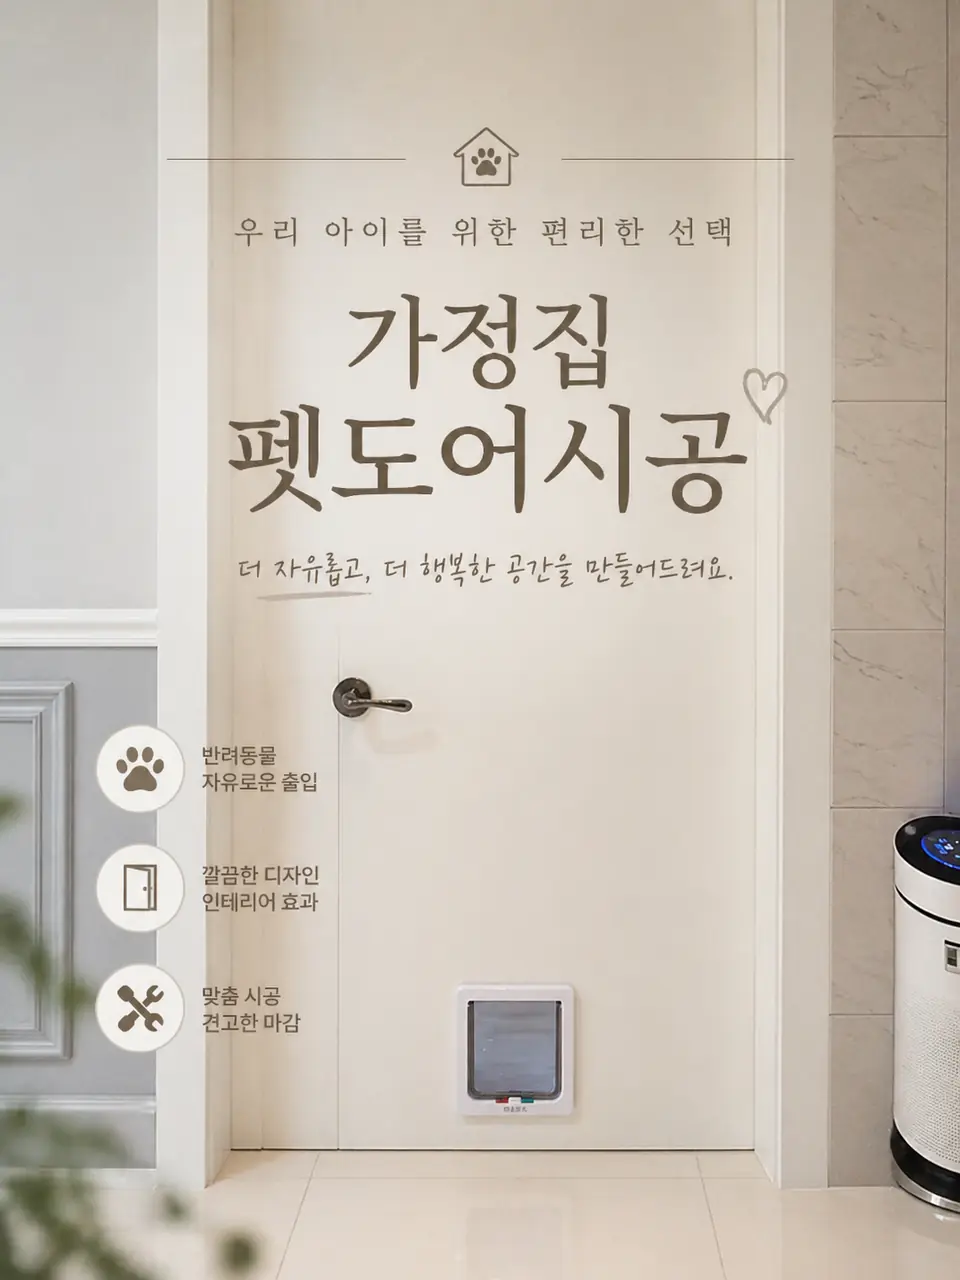 우리 아이를 위한 편리한 선택
가정집
펫도어시공
더 자유롭고, 더 행복한 공간을 만들어드려요.
반려동물
자유로운 출입
깔끔한 디자인
인테리어 효과
맞춤 시공
견고한 마감